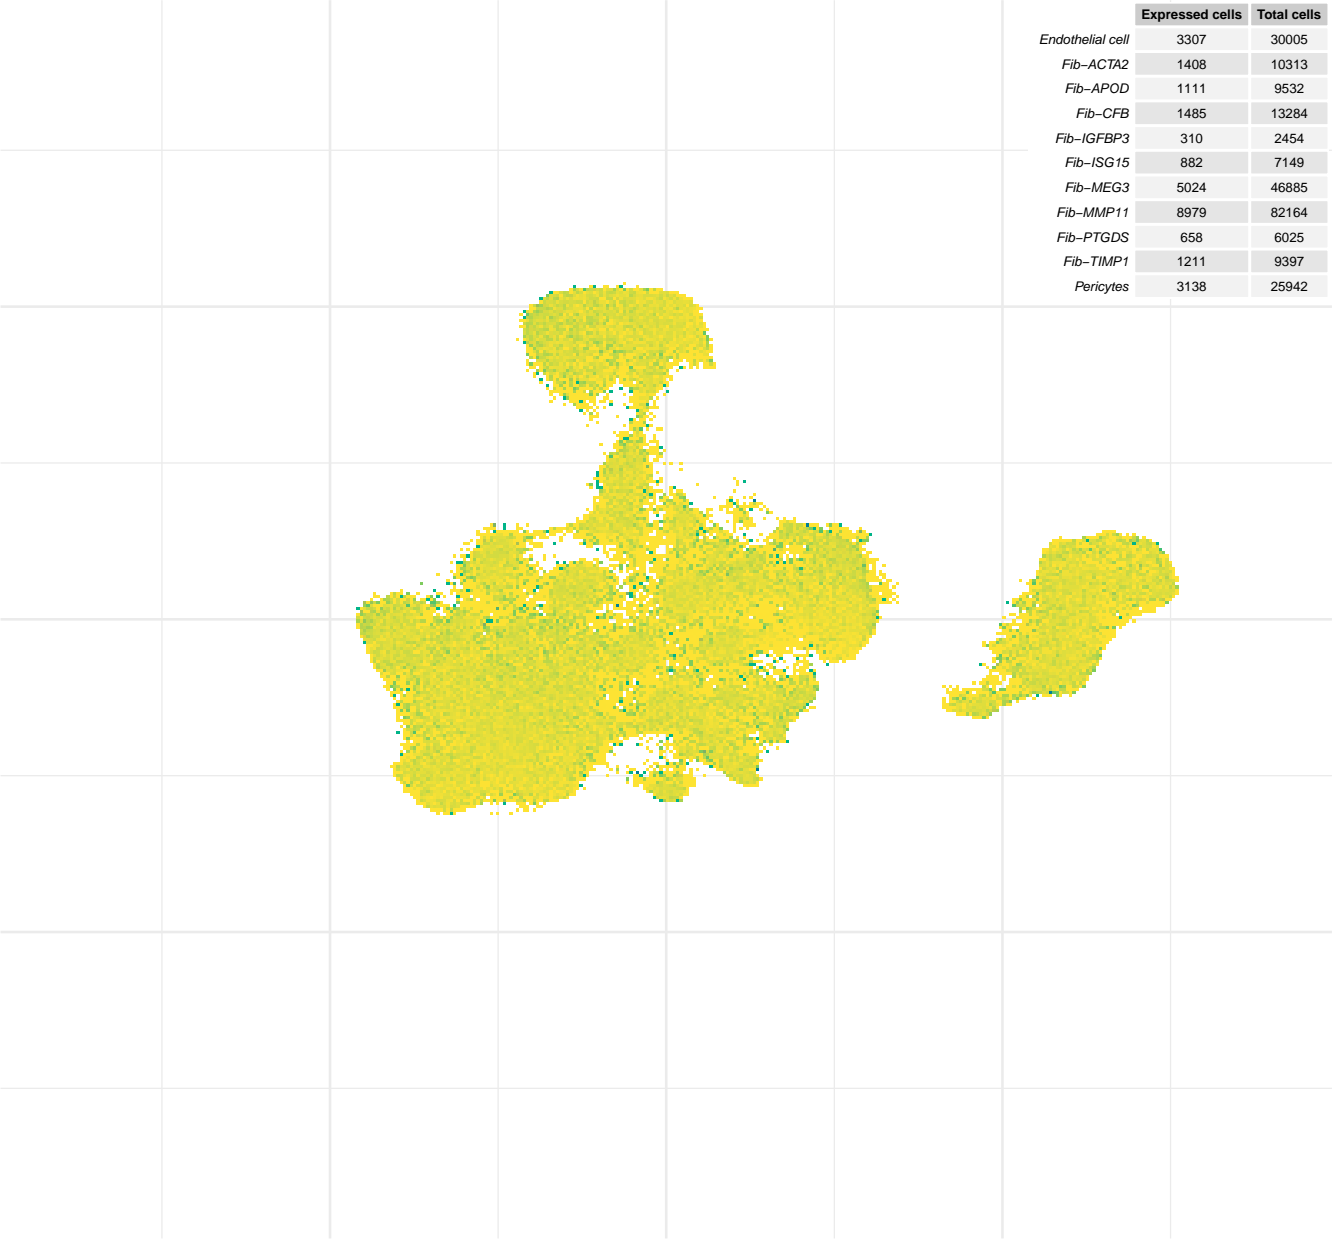 Expressed cells Total cells
Endothelial cell 3307 30005
Fib−ACTA2 1408 10313
Fib−APOD 1111 9532
Fib−CFB 1485 13284
Fib−IGFBP3 310 2454
Fib−ISG15 882 7149
Fib−MEG3 5024 46885
Fib−MMP11 8979 82164
Fib−PTGDS 658 6025
Fib−TIMP1 1211 9397
Pericytes 3138 25942